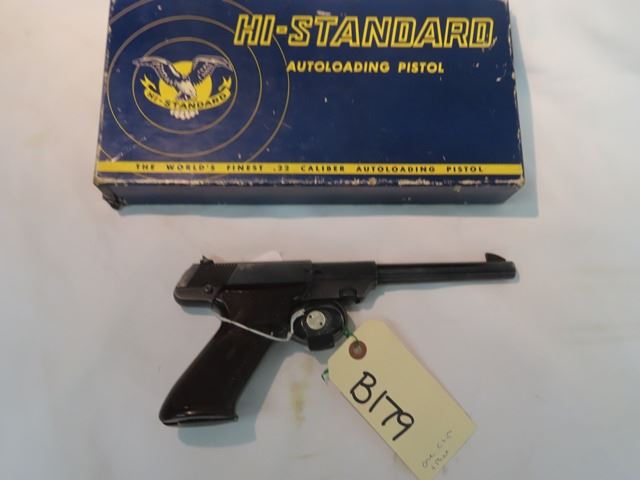 HI-STANDARD
AUTOLOADING PISTOL
HI-STANDARD
THE WORLD'S FINEST .22 CALIBER AUTOLOADING PISTOL
B179